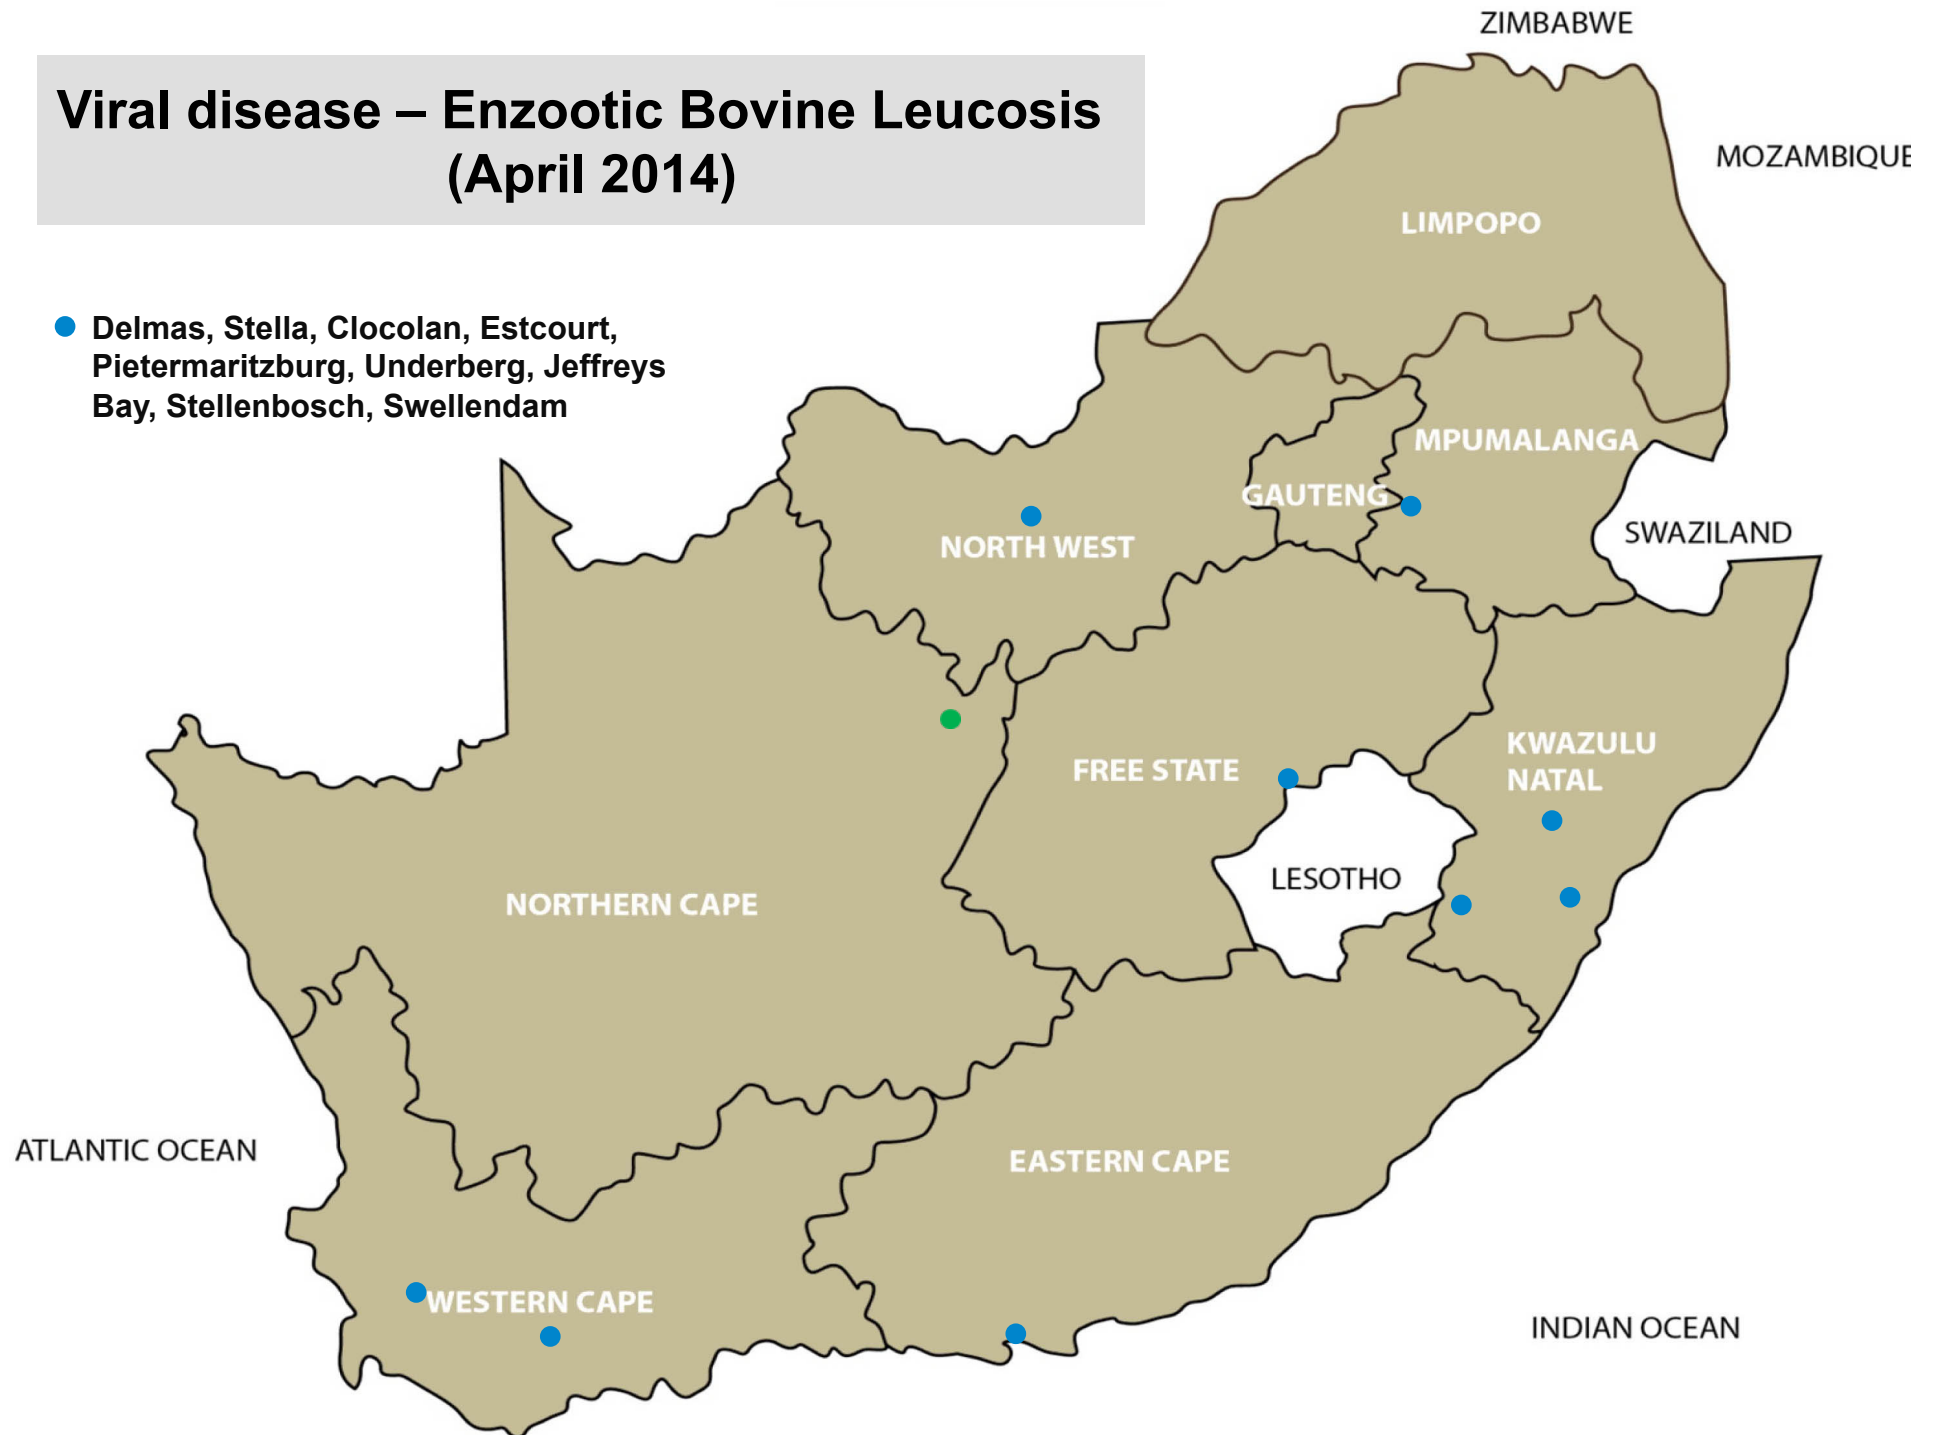 Viral disease – Enzootic Bovine Leucosis
(April 2014)
Delmas, Stella, Clocolan, Estcourt,
Pietermaritzburg, Underberg, Jeffreys
Bay, Stellenbosch, Swellendam
ZIMBABWE
MOZAMBIQUE
LIMPOPO
MPUMALANGA
GAUTENG
SWAZILAND
NORTH WEST
KWAZULU
NATAL
FREE STATE
LESOTHO
NORTHERN CAPE
ATLANTIC OCEAN
EASTERN CAPE
WESTERN CAPE
INDIAN OCEAN